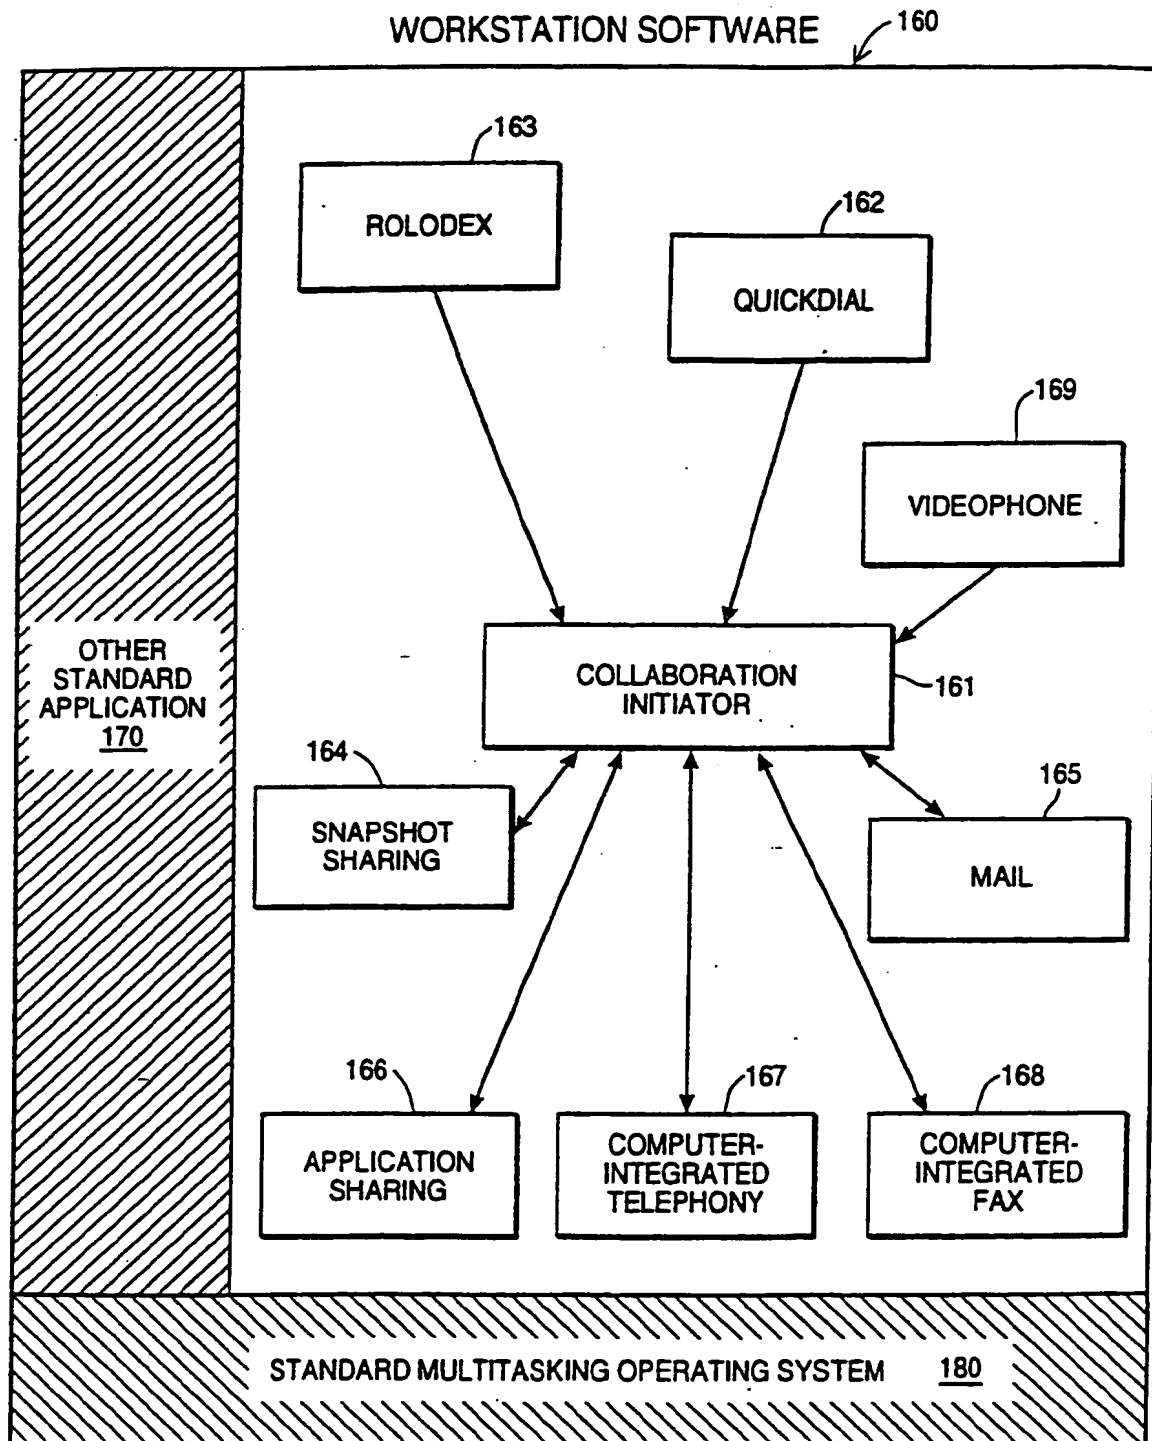 WORKSTATION SOFTWARE
160
163
ROLODEX
162
QUICKDIAL
169
VIDEOPHONE
OTHER
STANDARD
APPLICATION
170
COLLABORATION
INITIATOR
161
164
SNAPSHOT
SHARING
165
MAIL
166
APPLICATION
SHARING
167
COMPUTER-
INTEGRATED
TELEPHONY
168
COMPUTER-
INTEGRATED
FAX
STANDARD MULTITASKING OPERATING SYSTEM 180